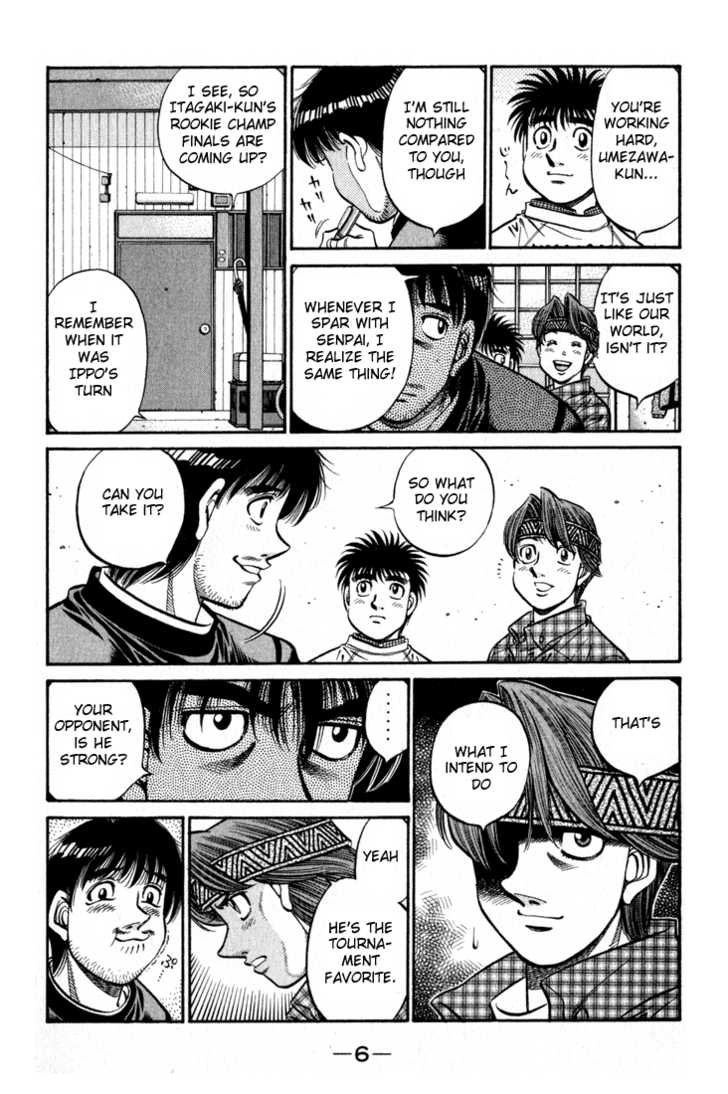 YOU'RE
WORKING
HARD,
UMEZAWA-
KUN...
I'M STILL
NOTHING
COMPARED
TO YOU,
THOUGH
I SEE, SO
ITAGAKI-KUN'S
ROOKIE CHAMP
FINALS ARE
COMING UP?
I
REMEMBER
WHEN IT
WAS
IPPO'S
TURN
IT'S JUST
LIKE OUR
WORLD,
ISN'T IT?
WHENEVER I
SPAR WITH
SENPAI, I
REALIZE THE
SAME THING!
SO WHAT
DO YOU
THINK?
CAN YOU
TAKE IT?
THAT'S
WHAT I
INTEND TO
DO
......
YOUR
OPPONENT,
IS HE
STRONG?
YEAH
HE'S THE
TOURNA-
MENT
FAVORITE.
—6—